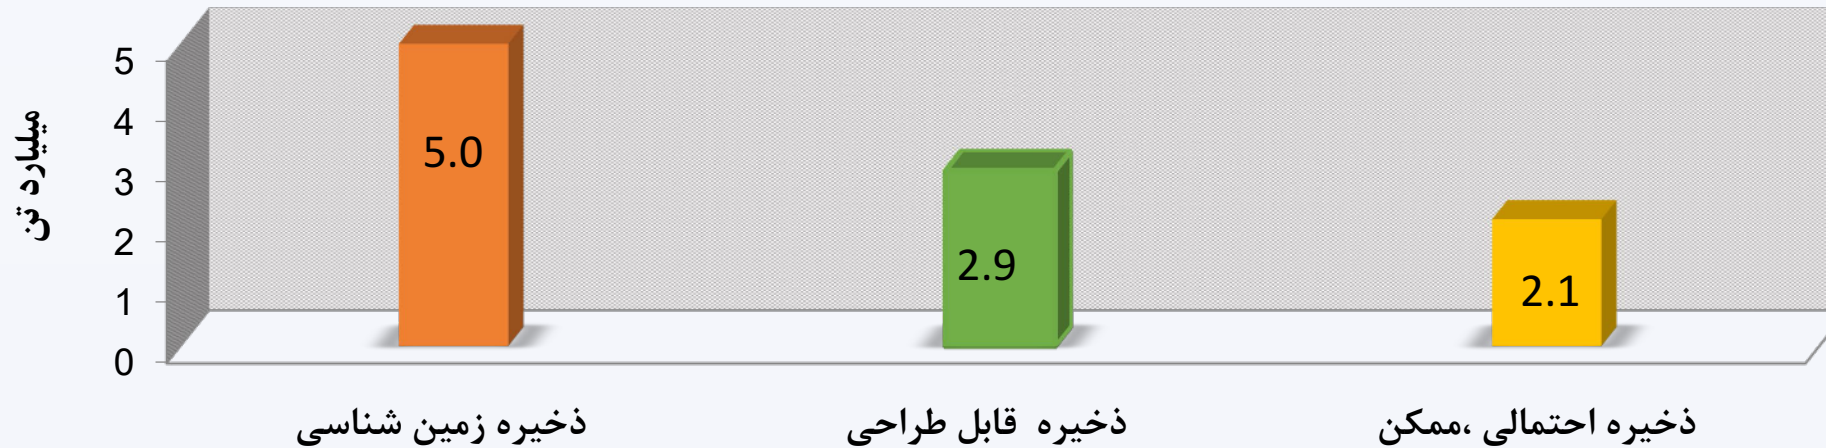 میلیارد تن
5
4
3
2
1
0
5.0
2.9
2.1
ذخیره زمین شناسی
ذخیره قابل طراحی
ذخیره احتمالی ،ممکن